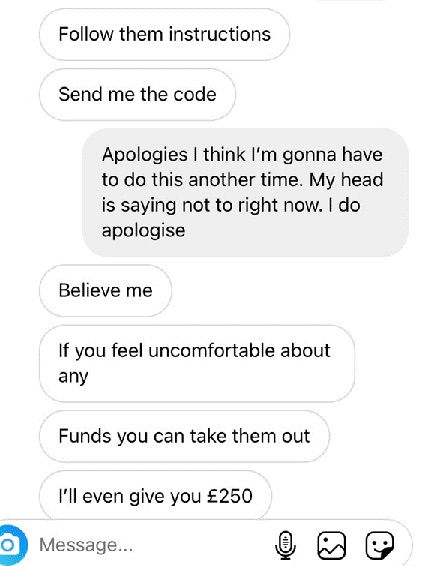 Follow them instructions
Send me the code
Apologies I think I'm gonna have
to do this another time. My head
is saying not to right now. I do
apologise
Believe me
If you feel uncomfortable about
any
Funds you can take them out
I'll even give you £250
Message...